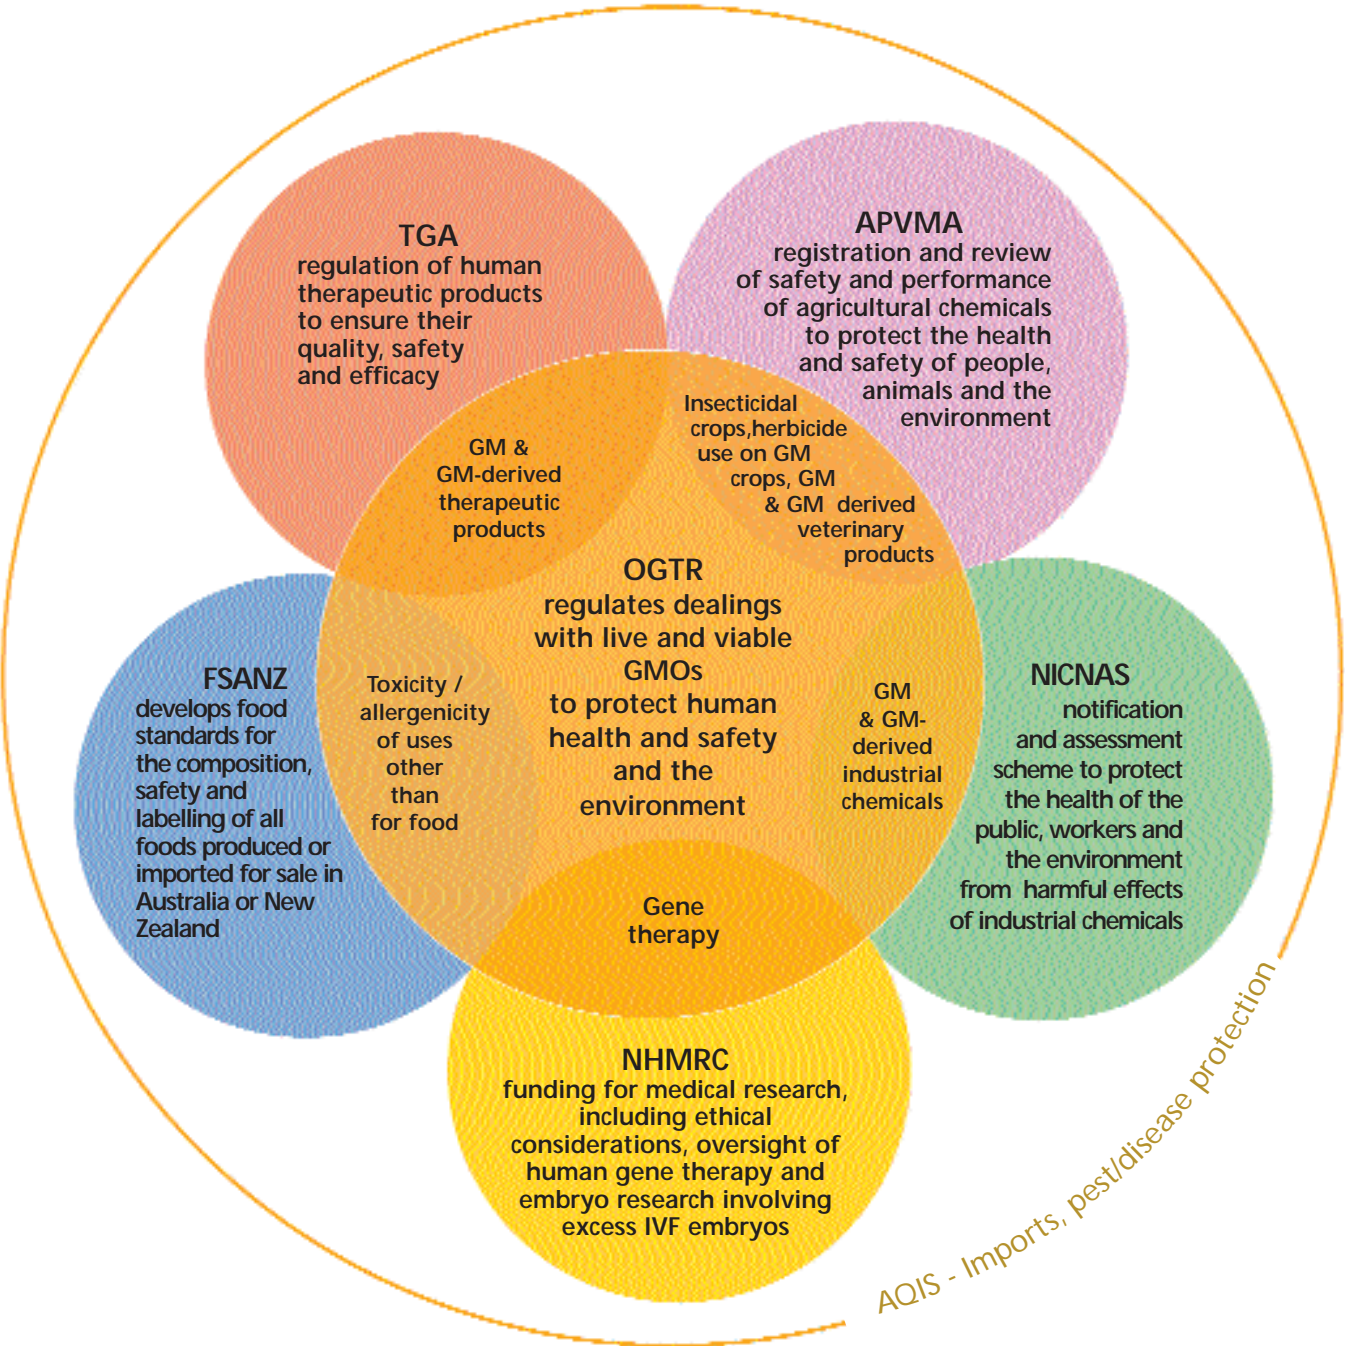 TGA
regulation of human
therapeutic products
to ensure their
quality, safety
and efficacy
APVMA
registration and review
of safety and performance
of agricultural chemicals
to protect the health
and safety of people,
animals and the
environment
GM &
GM-derived
therapeutic
products
Insecticidal
crops,herbicide
use on GM
crops, GM
& GM derived
veterinary
products
OGTR
regulates dealings
with live and viable
GMOs
to protect human
health and safety
and the
environment
FSANZ
develops food
standards for
the composition,
safety and
labelling of all
foods produced or
imported for sale in
Australia or New
Zealand
Toxicity /
allergenicity
of uses
other
than
for food
GM
& GM-
derived
industrial
chemicals
NICNAS
notification
and assessment
scheme to protect
the health of the
public, workers and
the environment
from harmful effects
of industrial chemicals
Gene
therapy
NHMRC
funding for medical research,
including ethical
considerations, oversight of
human gene therapy and
embryo research involving
excess IVF embryos
AQIS - Imports, pest/disease protection